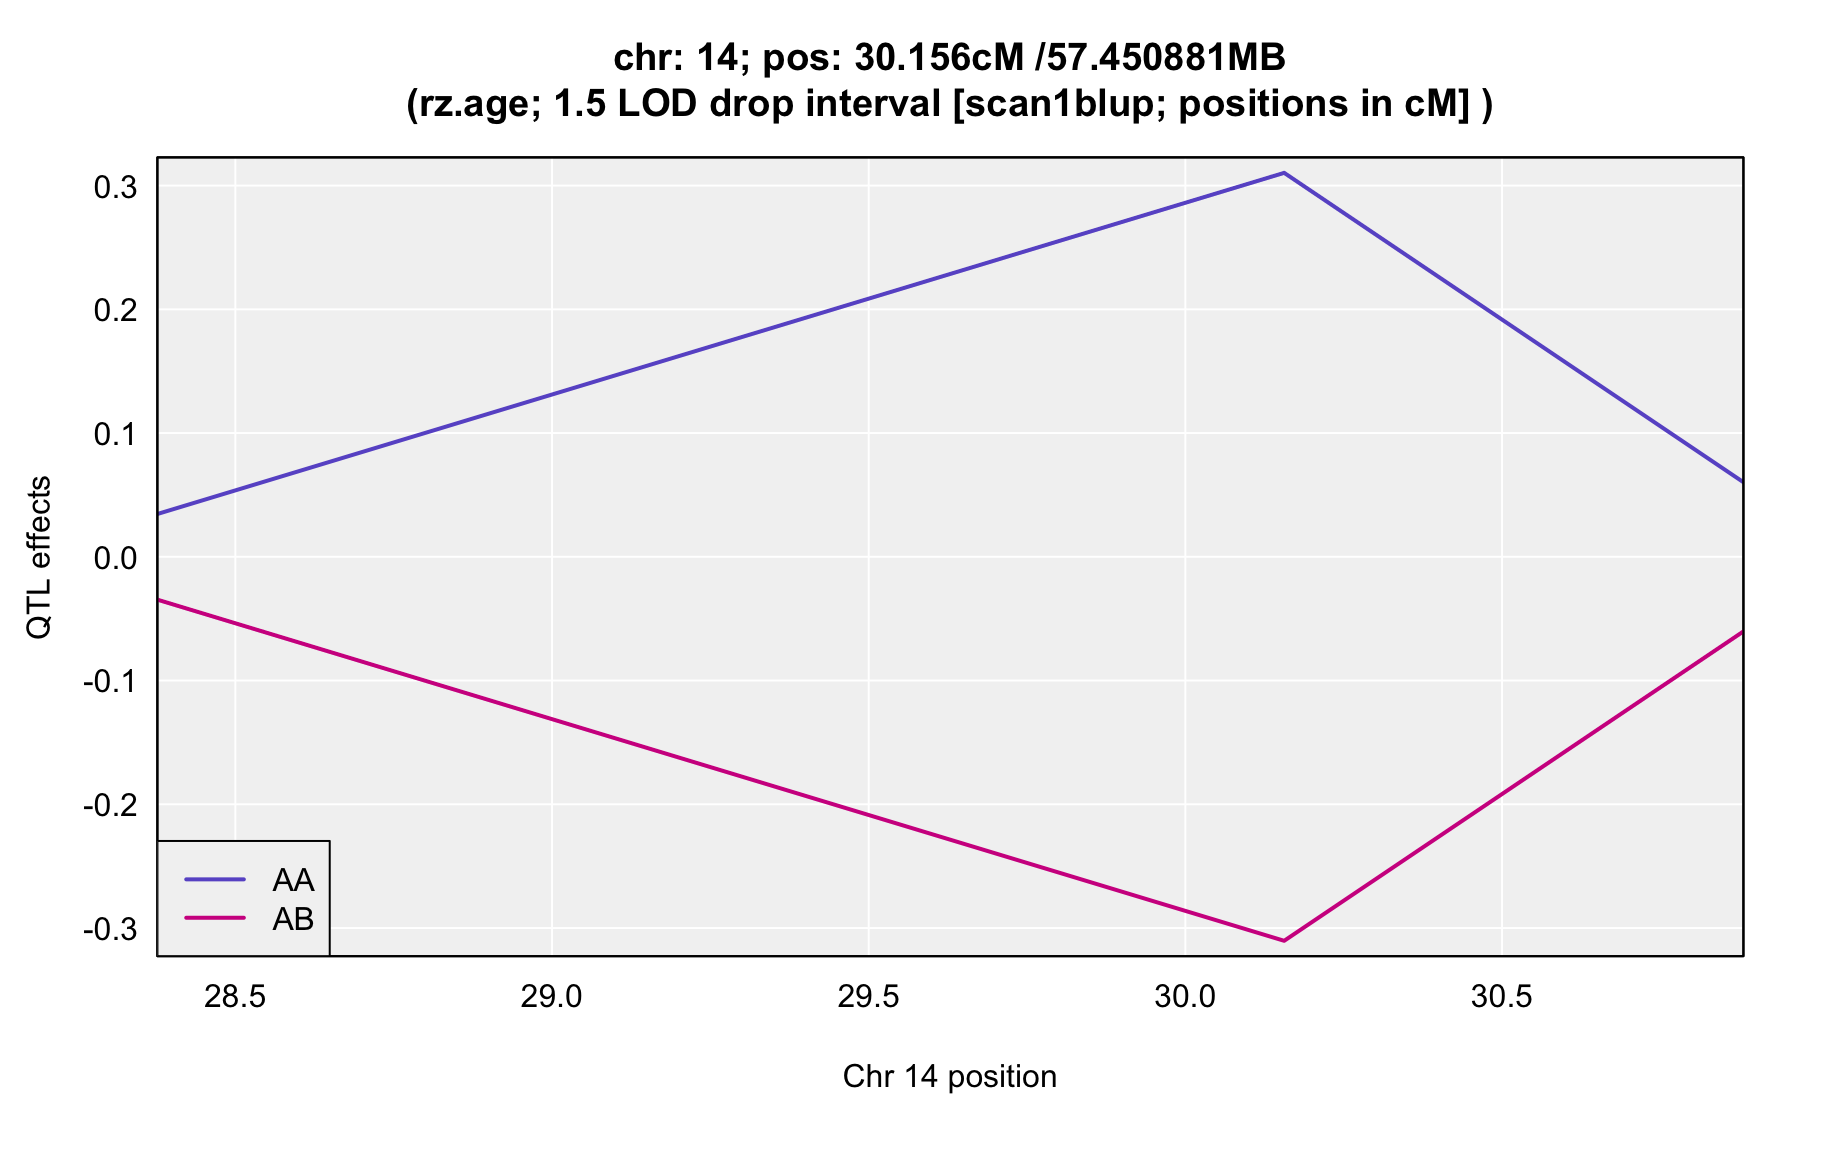 chr: 14; pos: 30.156cM /57.450881MB
(rz.age; 1.5 LOD drop interval [scan1blup; positions in cM] )
QTL effects
0.3
0.2
0.1
0.0
-0.1
-0.2
-0.3
AA
AB
28.5 29.0 29.5 30.0 30.5
Chr 14 position